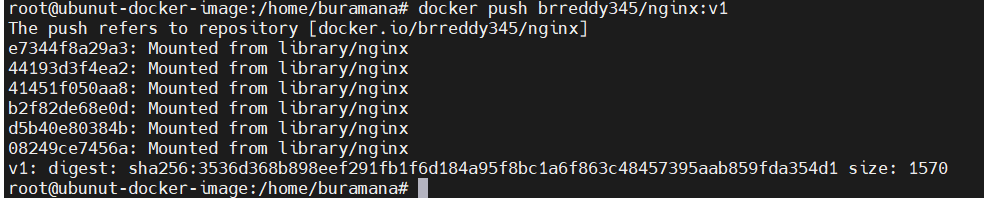 root@ubunut-docker-image:/home/buramana# docker push brreddy345/nginx:v1
The push refers to repository [docker.io/brreddy345/nginx]
e7344f8a29a3: Mounted from library/nginx
44193d3f4ea2: Mounted from library/nginx
41451f050aa8: Mounted from library/nginx
b2f82de68e0d: Mounted from library/nginx
d5b40e80384b: Mounted from library/nginx
08249ce7456a: Mounted from library/nginx
v1: digest: sha256:3536d368b898eef291fb1f6d184a95f8bc1a6f863c48457395aab859fda354d1 size: 1570
root@ubunut-docker-image:/home/buramana#